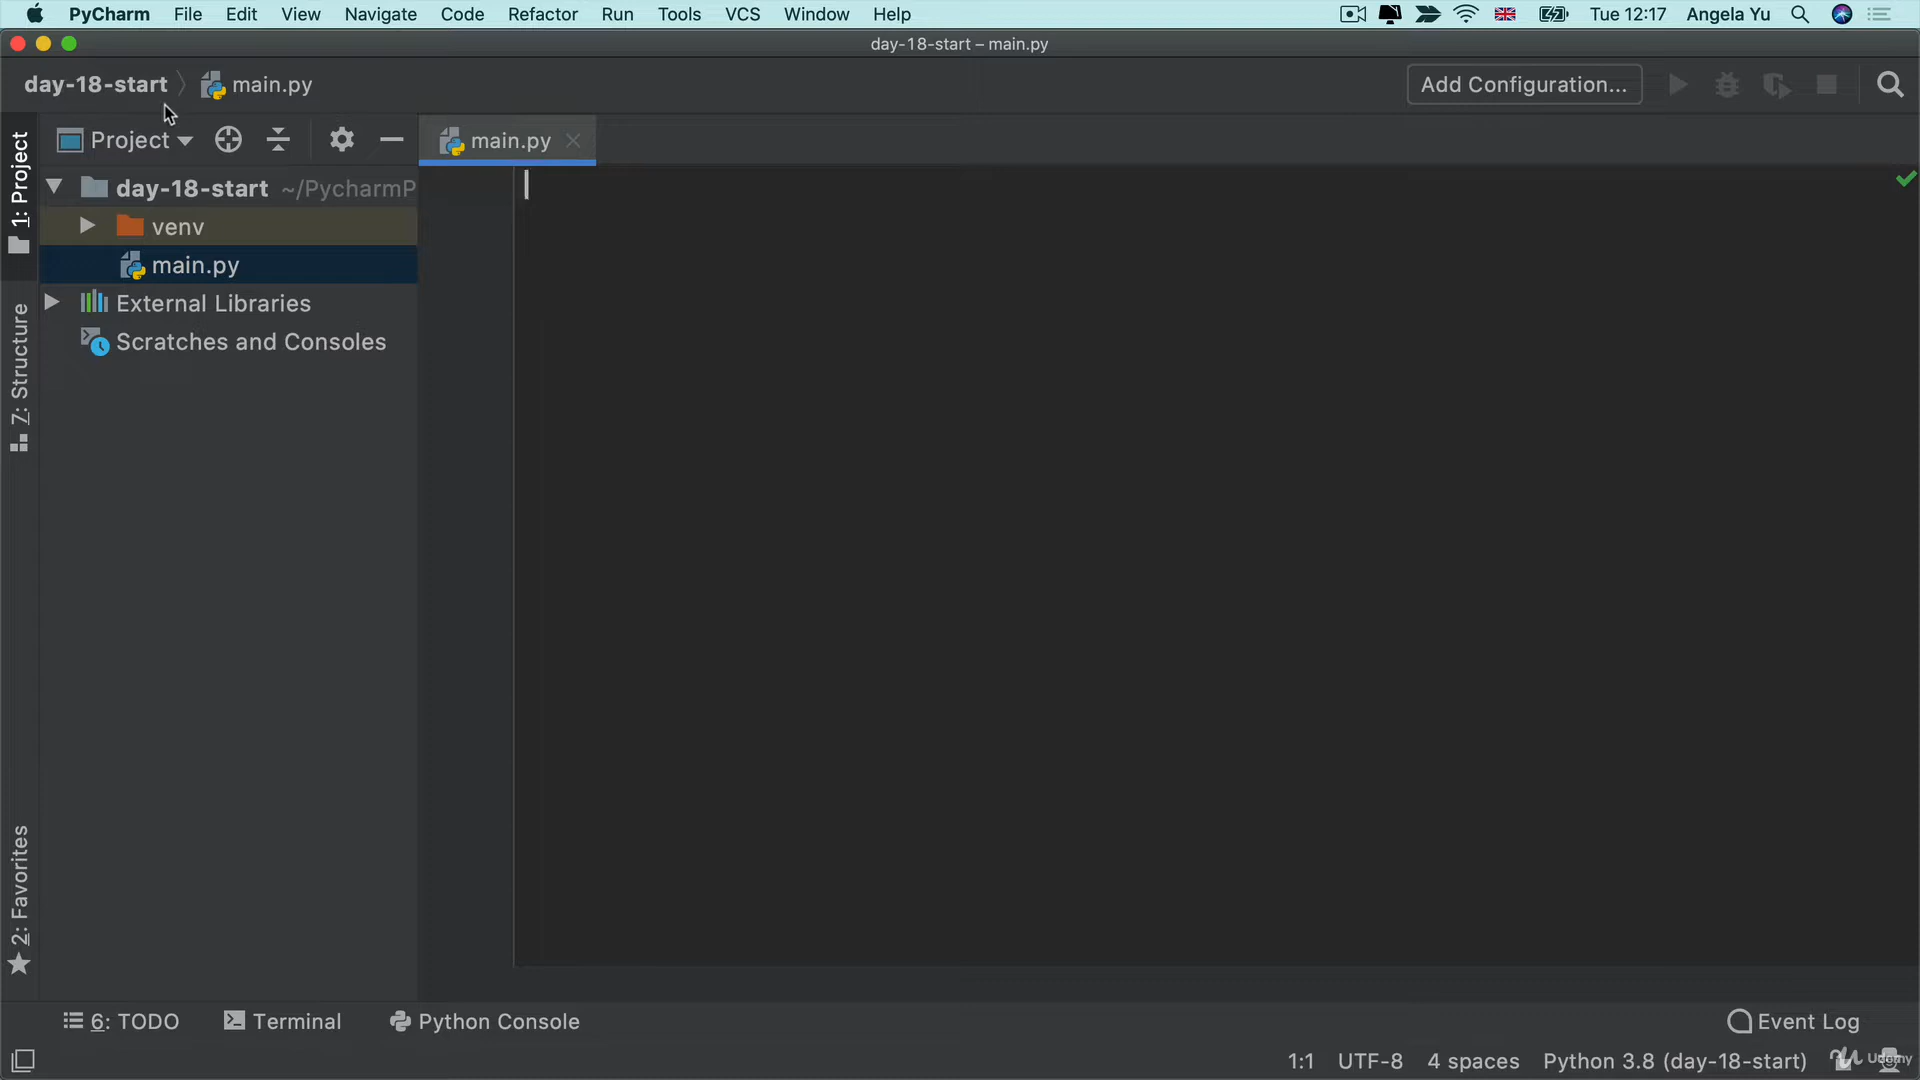 PyCharm File Edit View Navigate Code Refactor Run Tools VCS Window Help Tue 12:17 Angela Yu
day-18-start – main.py
day-18-start main.py Add Configuration...
Project main.py
day-18-start ~/PycharmP
venv
main.py
External Libraries
Scratches and Consoles
1: Project
7: Structure
2: Favorites
6: TODO Terminal Python Console Event Log
1:1 UTF-8 4 spaces Python 3.8 (day-18-start) Udemy